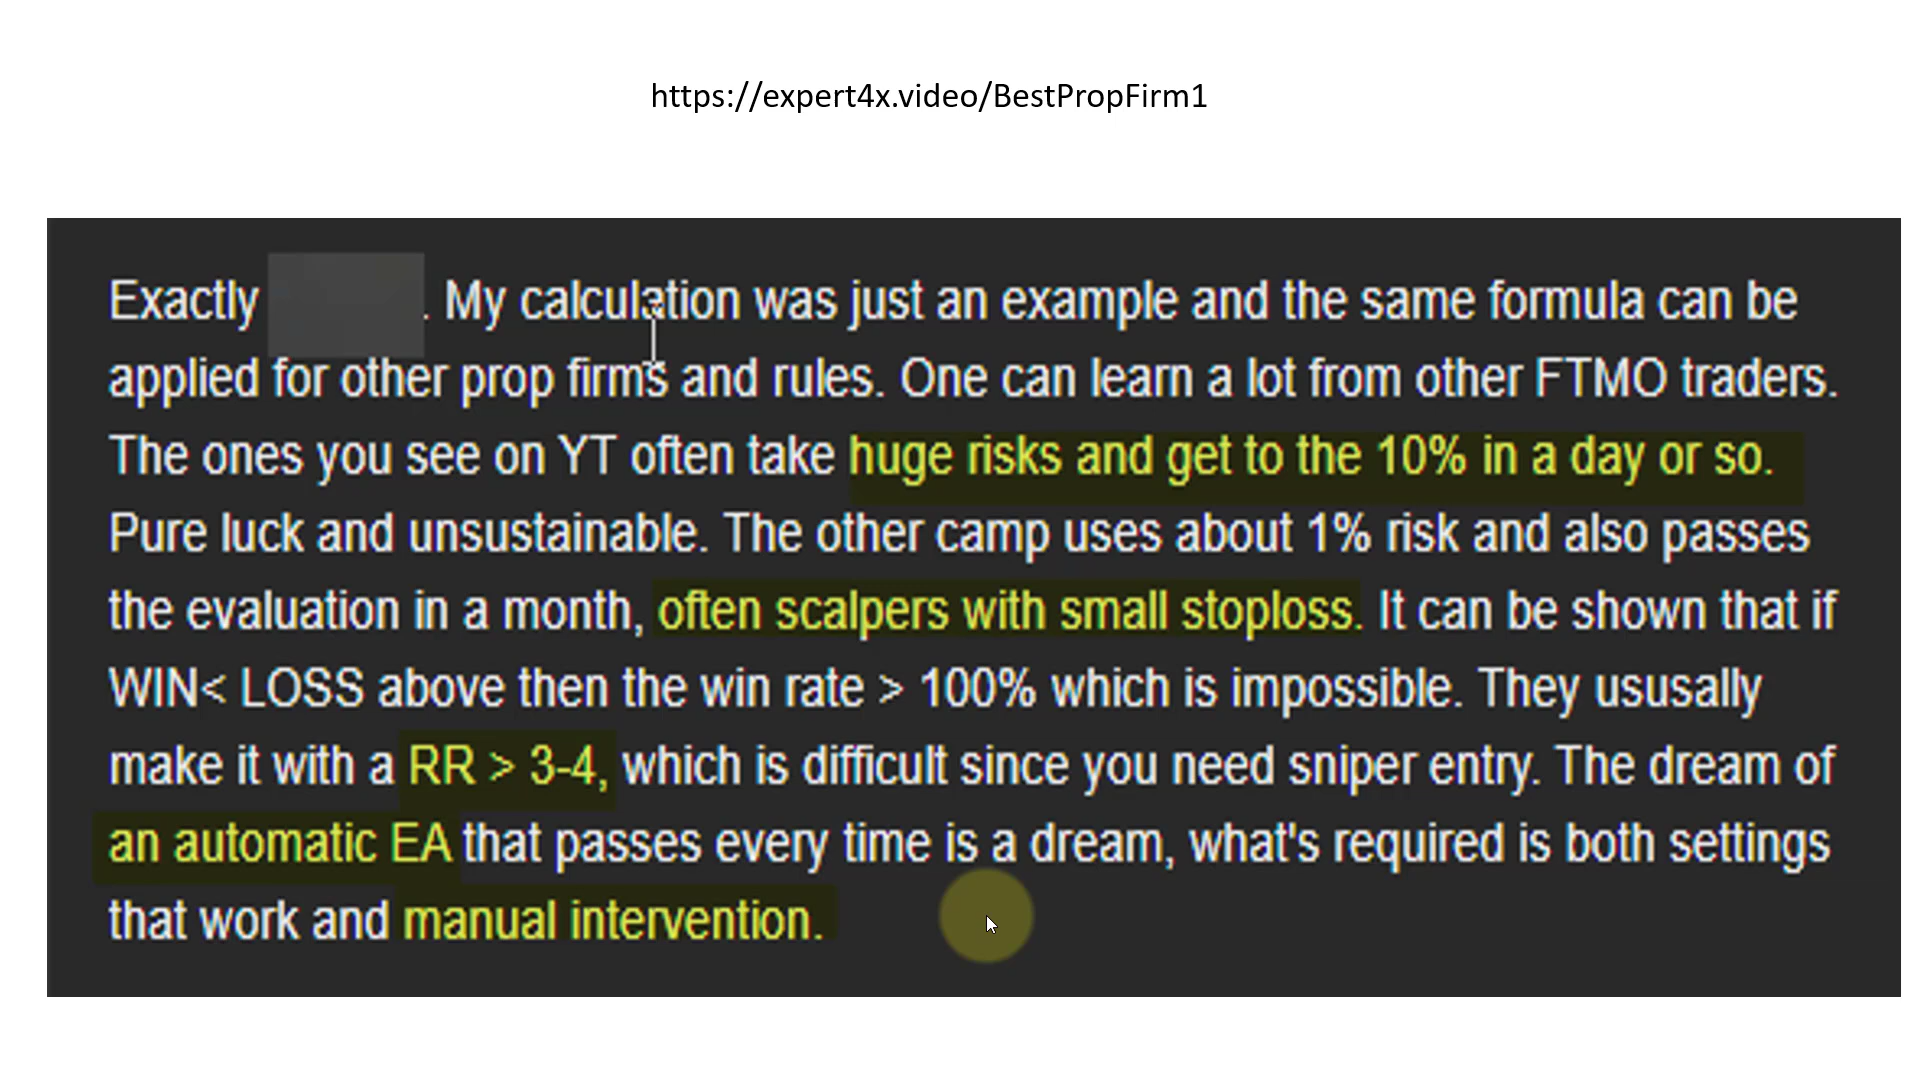 https://expert4x.video/BestPropFirm1
Exactly . My calculation was just an example and the same formula can be
applied for other prop firms and rules. One can learn a lot from other FTMO traders.
The ones you see on YT often take huge risks and get to the 10% in a day or so.
Pure luck and unsustainable. The other camp uses about 1% risk and also passes
the evaluation in a month, often scalpers with small stoploss. It can be shown that if
WIN< LOSS above then the win rate > 100% which is impossible. They ususally
make it with a RR > 3-4, which is difficult since you need sniper entry. The dream of
an automatic EA that passes every time is a dream, what's required is both settings
that work and manual intervention.